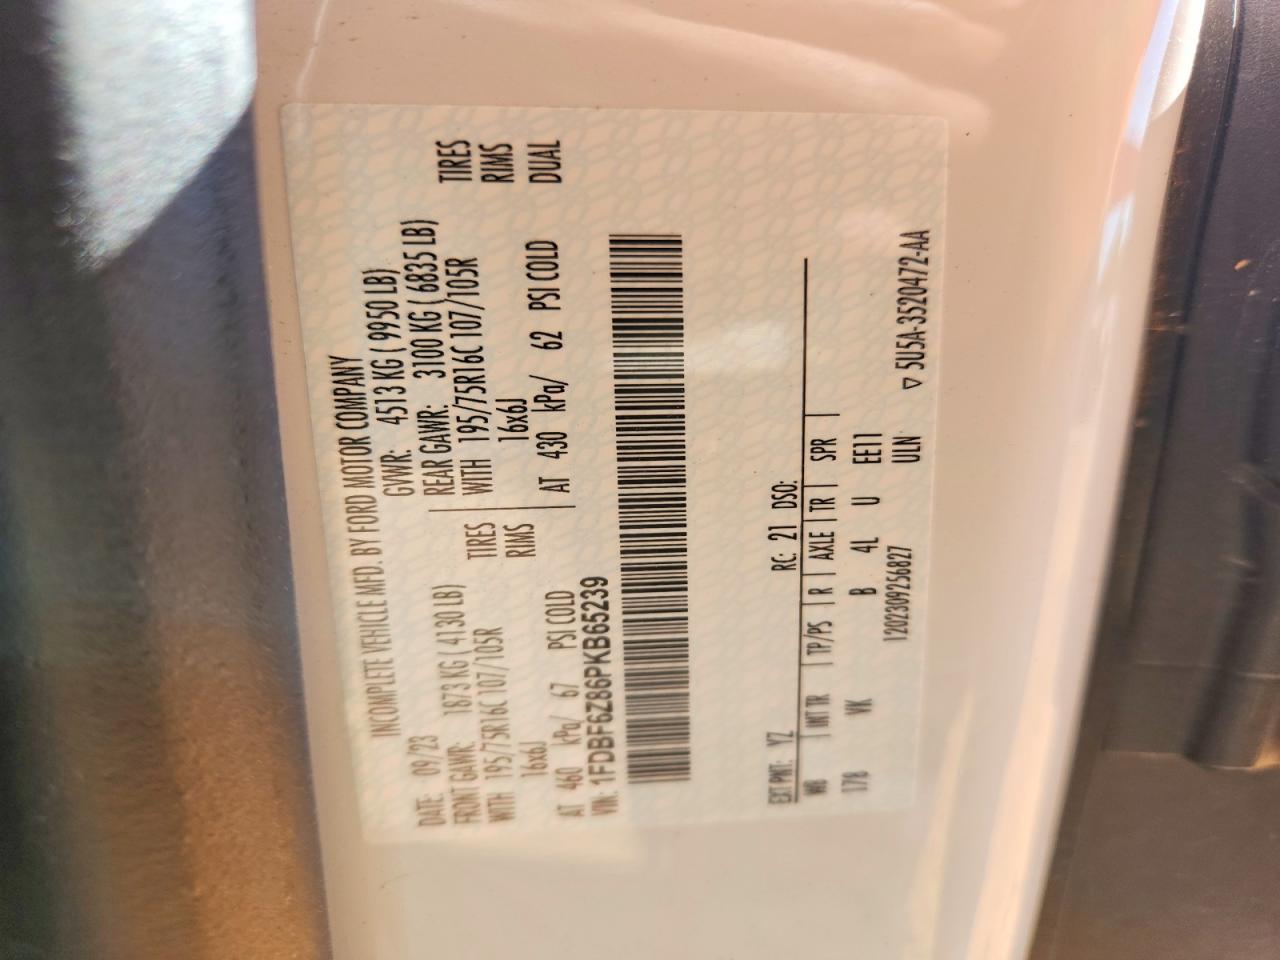 INCOMPLETE VEHICLE MFD. BY FORD MOTOR COMPANY
DATE: 09/23 GVWR: 4513 KG ( 9950 LB)
FRONT GAWR: 1873 KG ( 4130 LB) REAR GAWR: 3100 KG ( 6835 LB)
WITH 195/75R16C 107/105R TIRES WITH 195/75R16C 107/105R TIRES
16x6J RIMS 16x6J RIMS
AT 460 kPa/ 67 PSI COLD AT 430 kPa/ 62 PSI COLD DUAL
VIN: 1FDBF6Z86PKB65239
EXT PNT: YZ RC: 21 DSO:
WB | INT TR | TP/PS | R | AXLE | TR | SPR |
178 VK B 4L U EE11
1202309256827 ULN ▽ 5U5A-3520472-AA